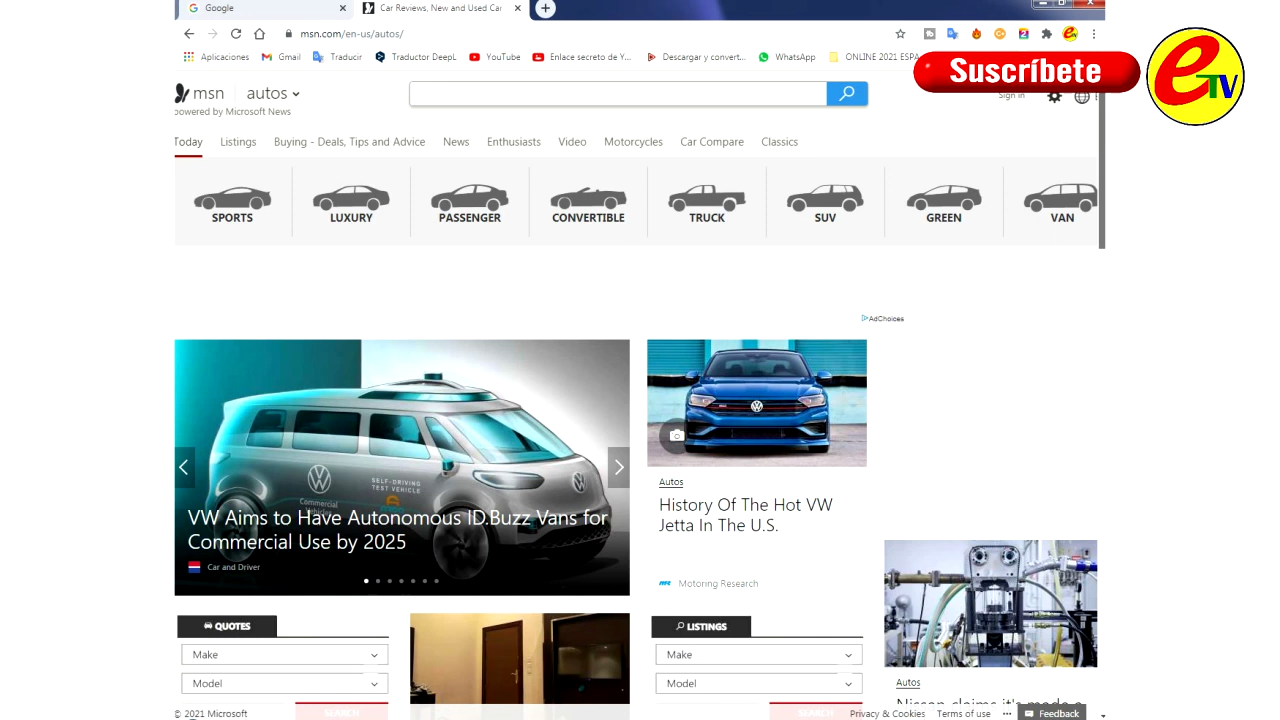 Google
Car Reviews, New and Used Car
msn.com/en-us/autos/
Aplicaciones
Gmail
Traducir
Traductor DeepL
YouTube
Enlace secreto de Y...
Descargar y convert...
WhatsApp
ONLINE 2021 ESPA
Suscríbete
e TV
msn
autos
powered by Microsoft News
Sign in
Today
Listings
Buying - Deals, Tips and Advice
News
Enthusiasts
Video
Motorcycles
Car Compare
Classics
SPORTS
LUXURY
PASSENGER
CONVERTIBLE
TRUCK
SUV
GREEN
VAN
AdChoices
SELF-DRIVING
TEST VEHICLE
Commercial
VW Aims to Have Autonomous ID.Buzz Vans for
Commercial Use by 2025
Car and Driver
Autos
History Of The Hot VW
Jetta In The U.S.
Motoring Research
QUOTES
Make
Model
SEARCH
LISTINGS
Make
Model
SEARCH
Autos
Nissan claims it's made a
© 2021 Microsoft
Privacy & Cookies
Terms of use
...
Feedback